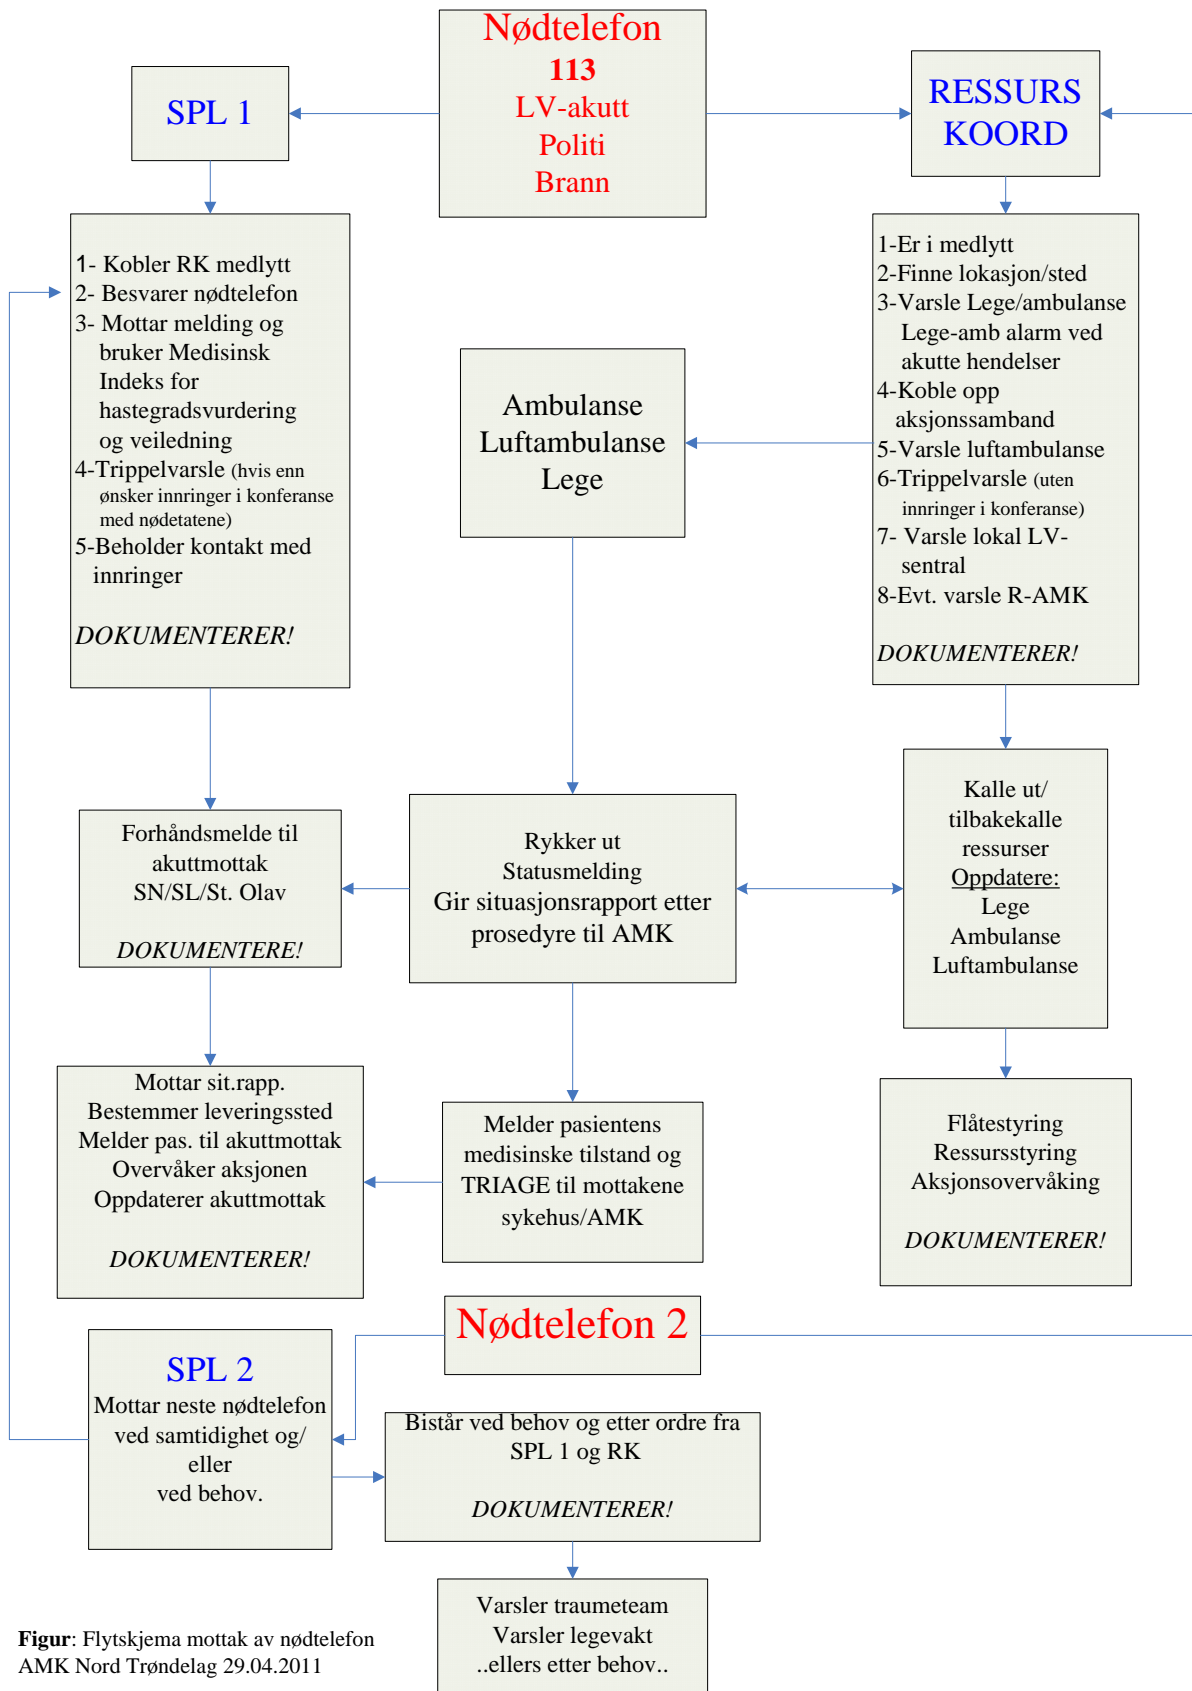 Nødtelefon
113
LV-akutt
Politi
Brann
SPL 1
RESSURS
KOORD
1- Kobler RK medlytt
2- Besvarer nødtelefon
3- Mottar melding og
bruker Medisinsk
Indeks for
hastegradsvurdering
og veiledning
4-Trippelvarsle (hvis enn
ønsker innringer i konferanse
med nødetatene)
5-Beholder kontakt med
innringer
DOKUMENTERER!
Ambulanse
Luftambulanse
Lege
1-Er i medlytt
2-Finne lokasjon/sted
3-Varsle Lege/ambulanse
Lege-amb alarm ved
akutte hendelser
4-Koble opp
aksjonssamband
5-Varsle luftambulanse
6-Trippelvarsle (uten
innringer i konferanse)
7- Varsle lokal LV-
sentral
8-Evt. varsle R-AMK
DOKUMENTERER!
Forhåndsmelde til
akuttmottak
SN/SL/St. Olav
DOKUMENTERE!
Rykker ut
Statusmelding
Gir situasjonsrapport etter
prosedyre til AMK
Kalle ut/
tilbakekalle
ressurser
Oppdatere:
Lege
Ambulanse
Luftambulanse
Mottar sit.rapp.
Bestemmer leveringssted
Melder pas. til akuttmottak
Overvåker aksjonen
Oppdaterer akuttmottak
DOKUMENTERER!
Melder pasientens
medisinske tilstand og
TRIAGE til mottakene
sykehus/AMK
Flåtestyring
Ressursstyring
Aksjonsovervåking
DOKUMENTERER!
Nødtelefon 2
SPL 2
Mottar neste nødtelefon
ved samtidighet og/
eller
ved behov.
Bistår ved behov og etter ordre fra
SPL 1 og RK
DOKUMENTERER!
Varsler traumeteam
Varsler legevakt
..ellers etter behov..
Figur: Flytskjema mottak av nødtelefon
AMK Nord Trøndelag 29.04.2011